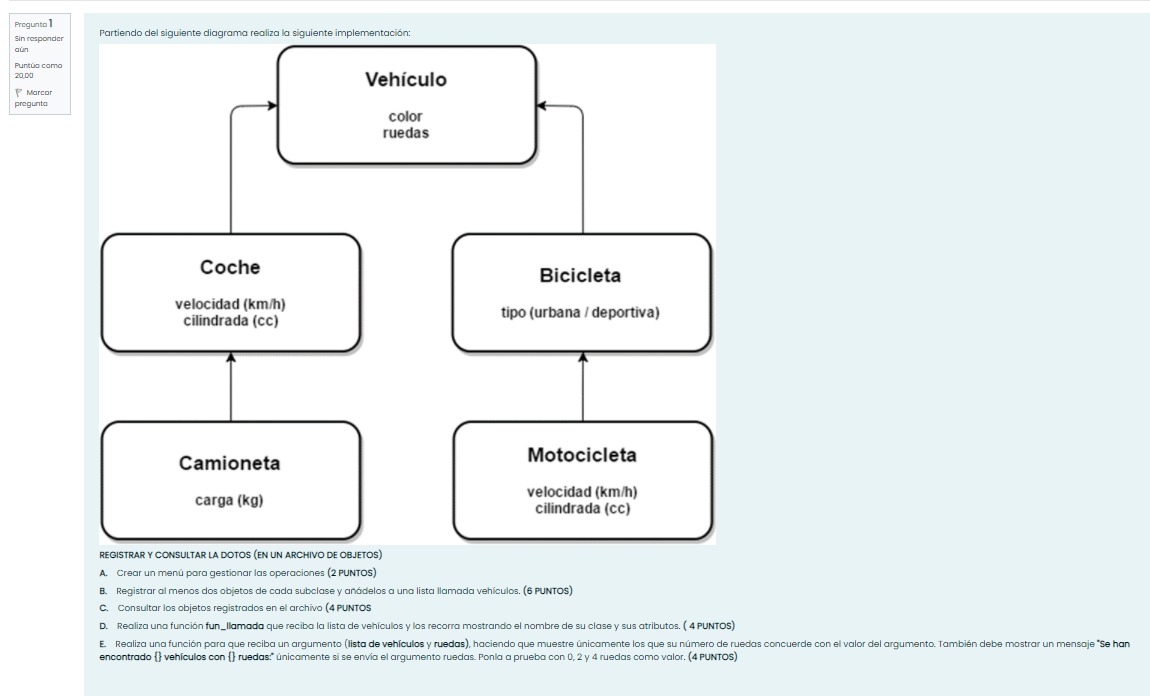 Pregunta 1
Sin responder
aún
Puntúa como
20,00
Marcar
pregunta
Partiendo del siguiente diagrama realiza la siguiente implementación:
Vehículo
color
ruedas
Coche
velocidad (km/h)
cilindrada (cc)
Bicicleta
tipo (urbana / deportiva)
Camioneta
carga (kg)
Motocicleta
velocidad (km/h)
cilindrada (cc)
REGISTRAR Y CONSULTAR LA DOTOS (EN UN ARCHIVO DE OBJETOS)
A. Crear un menú para gestionar las operaciones (2 PUNTOS)
B. Registrar al menos dos objetos de cada subclase y añádelos a una lista llamada vehículos. (6 PUNTOS)
C. Consultar los objetos registrados en el archivo (4 PUNTOS
D. Realiza una función fun_llamada que reciba la lista de vehículos y los recorra mostrando el nombre de su clase y sus atributos. ( 4 PUNTOS)
E. Realiza una función para que reciba un argumento (lista de vehículos y ruedas), haciendo que muestre únicamente los que su número de ruedas concuerde con el valor del argumento. También debe mostrar un mensaje "Se han
encontrado {} vehículos con {} ruedas:" únicamente si se envía el argumento ruedas. Ponla a prueba con 0, 2 y 4 ruedas como valor. (4 PUNTOS)